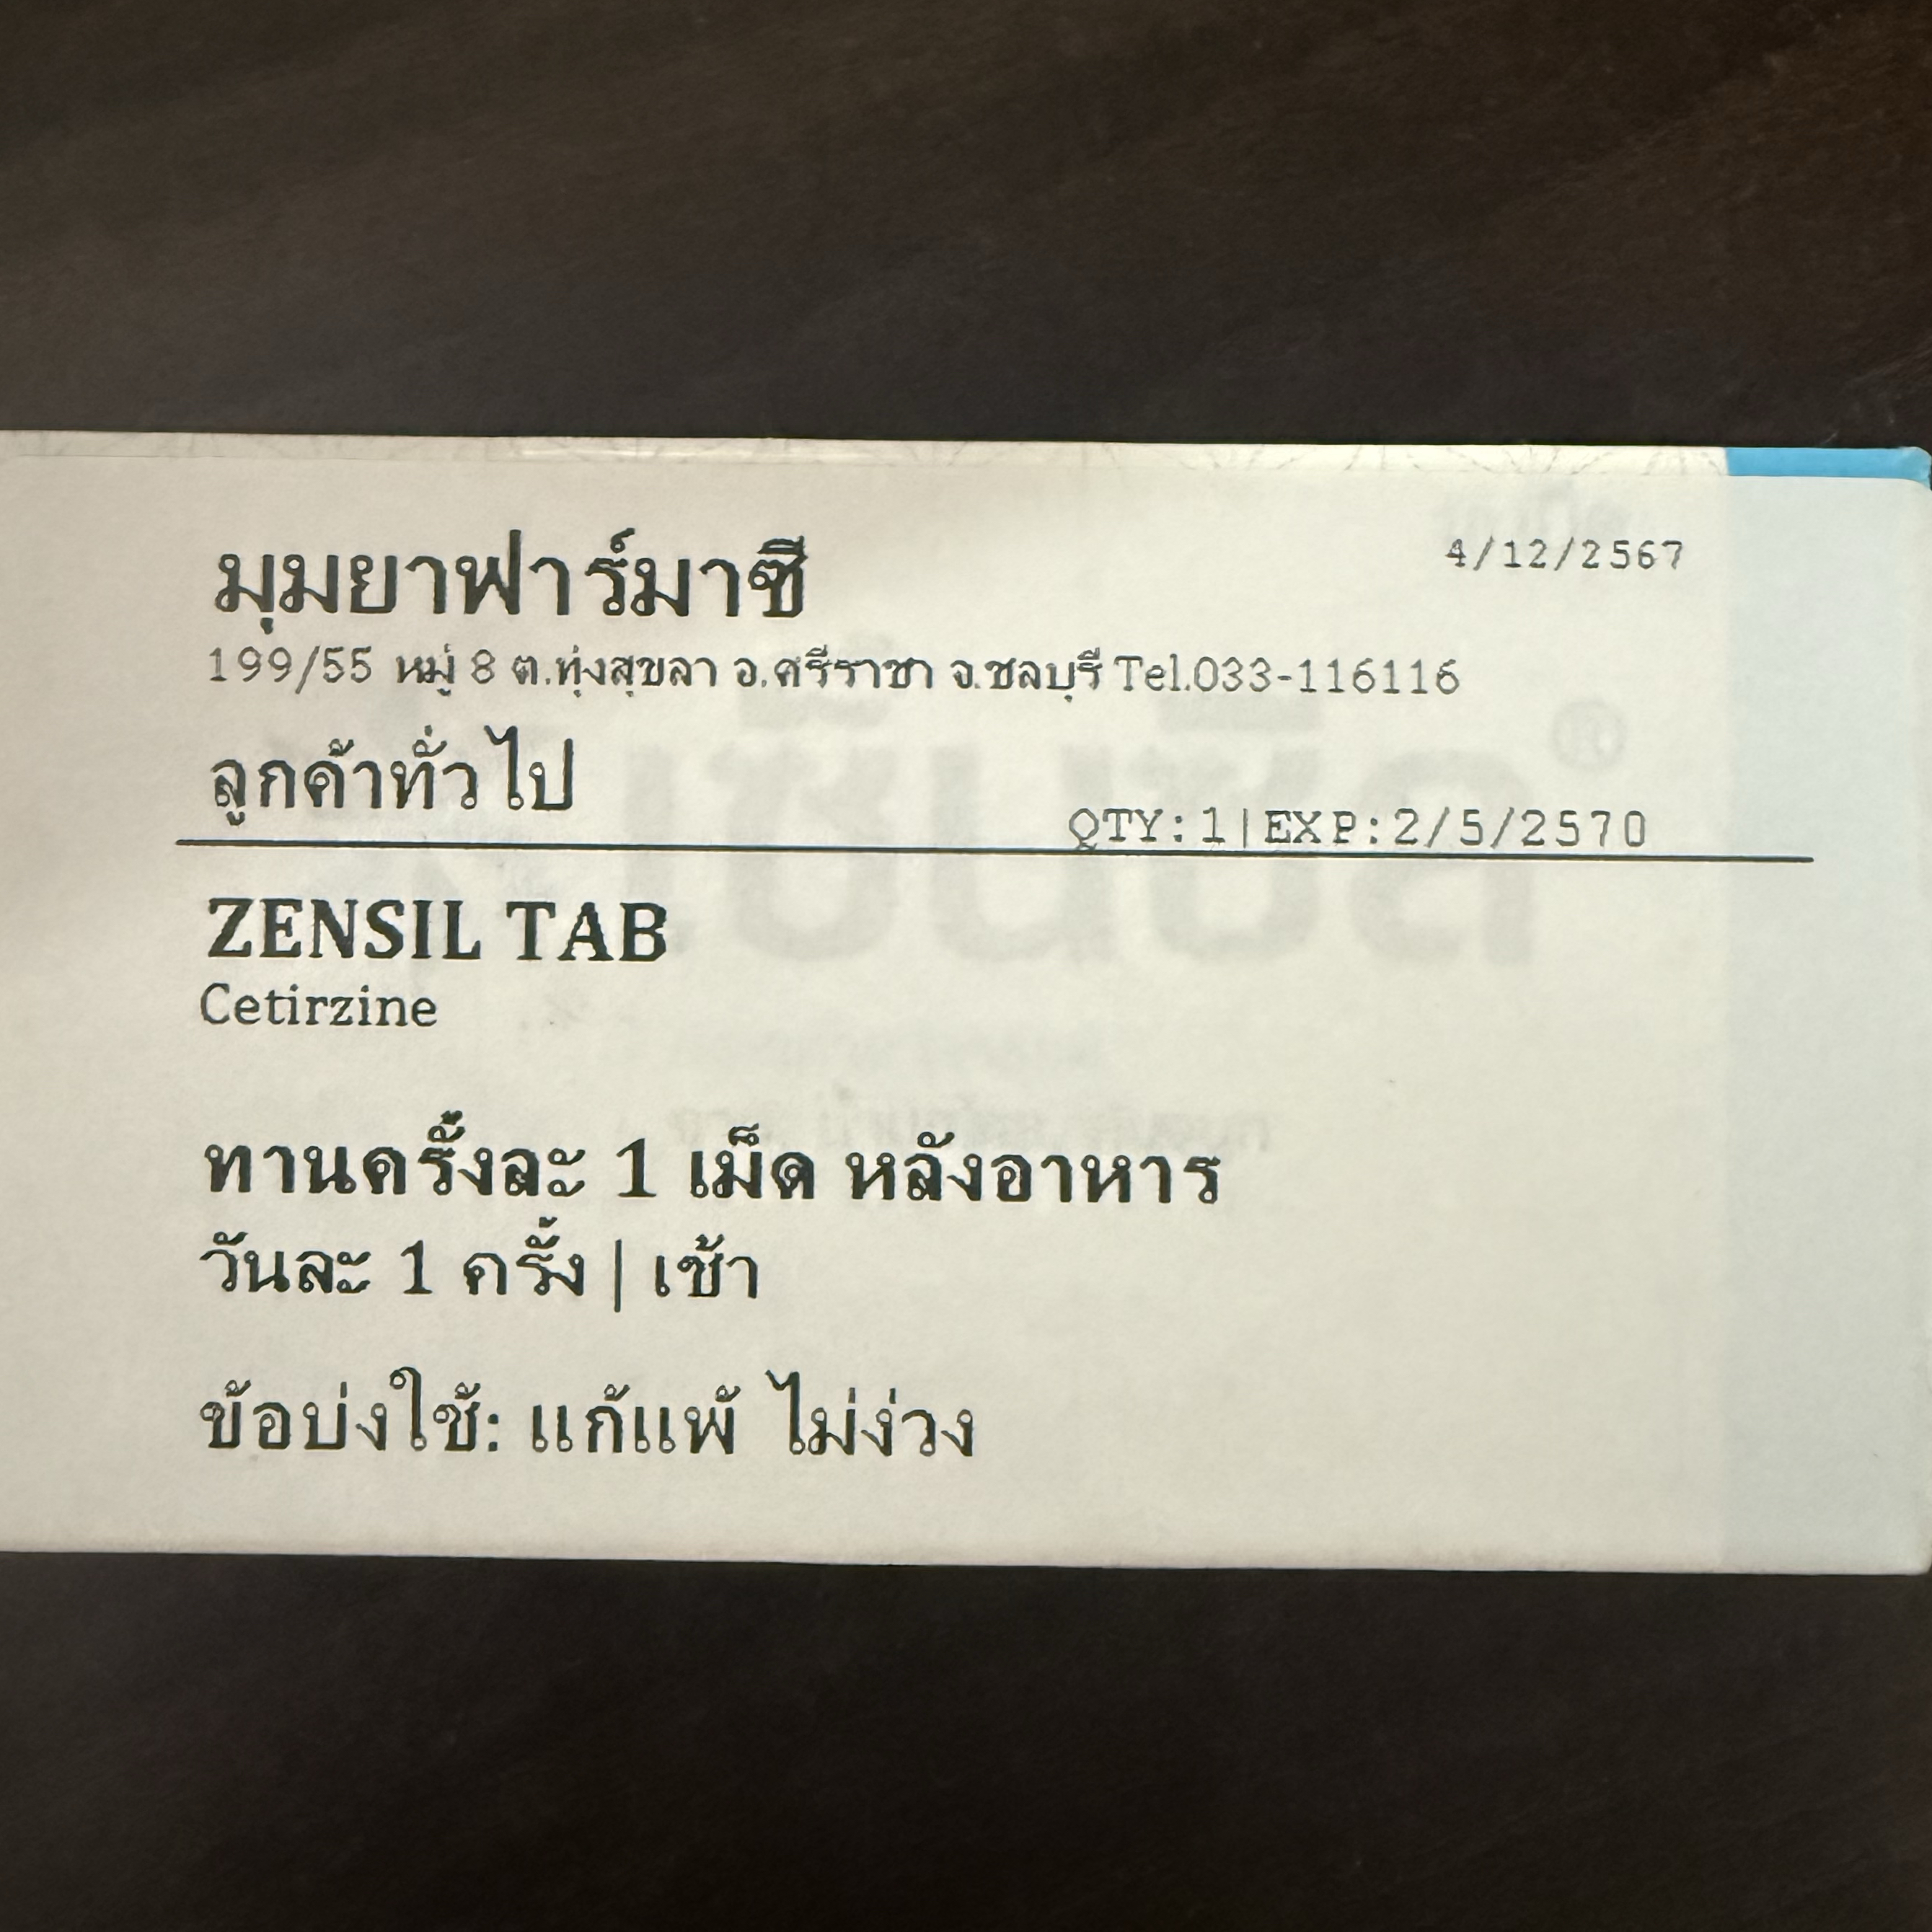 มุมยาฟาร์มาซี
4/12/2567
199/55 หมู่ 8 ต.ทุ่งสุขลา อ.ศรีราชา จ.ชลบุรี Tel.033-116116
ลูกค้าทั่วไป
QTY:1|EXP:2/5/2570
ZENSIL TAB
Cetirzine
ทานครั้งละ 1 เม็ด หลังอาหาร
วันละ 1 ครั้ง | เช้า
ข้อบ่งใช้: แก้แพ้ ไม่ง่วง